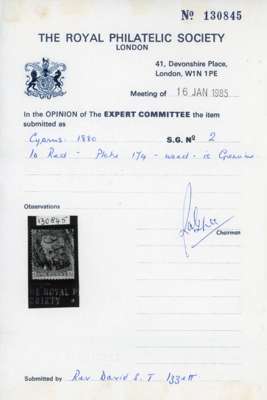 Nº 130845
THE ROYAL PHILATELIC SOCIETY
LONDON
41, Devonshire Place,
London, W1N 1PE
Meeting of 16 JAN 1985
In the OPINION of The EXPERT COMMITTEE the item
submitted as
Cyprus 1880 S.G. Nº 2
1d Red - Plate 174 - used - is Genuine.
Observations
130845
THE ROYAL P
SOCIETY
Chairman
Submitted by Rev. David S. T